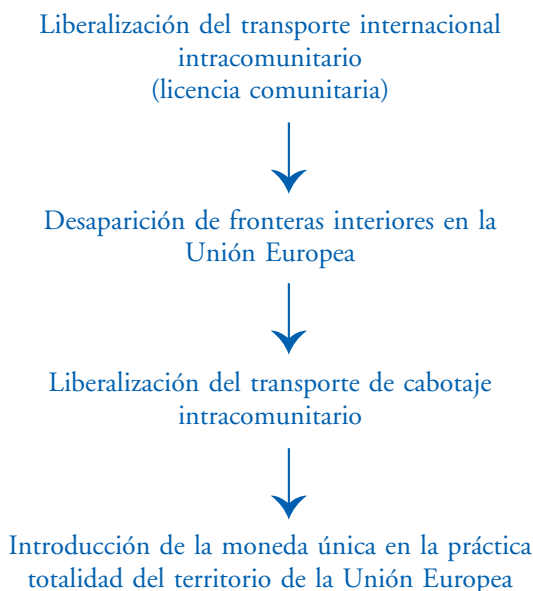 Liberalización del transporte internacional
intracomunitario
(licencia comunitaria)
Desaparición de fronteras interiores en la
Unión Europea
Liberalización del transporte de cabotaje
intracomunitario
Introducción de la moneda única en la práctica
totalidad del territorio de la Unión Europea